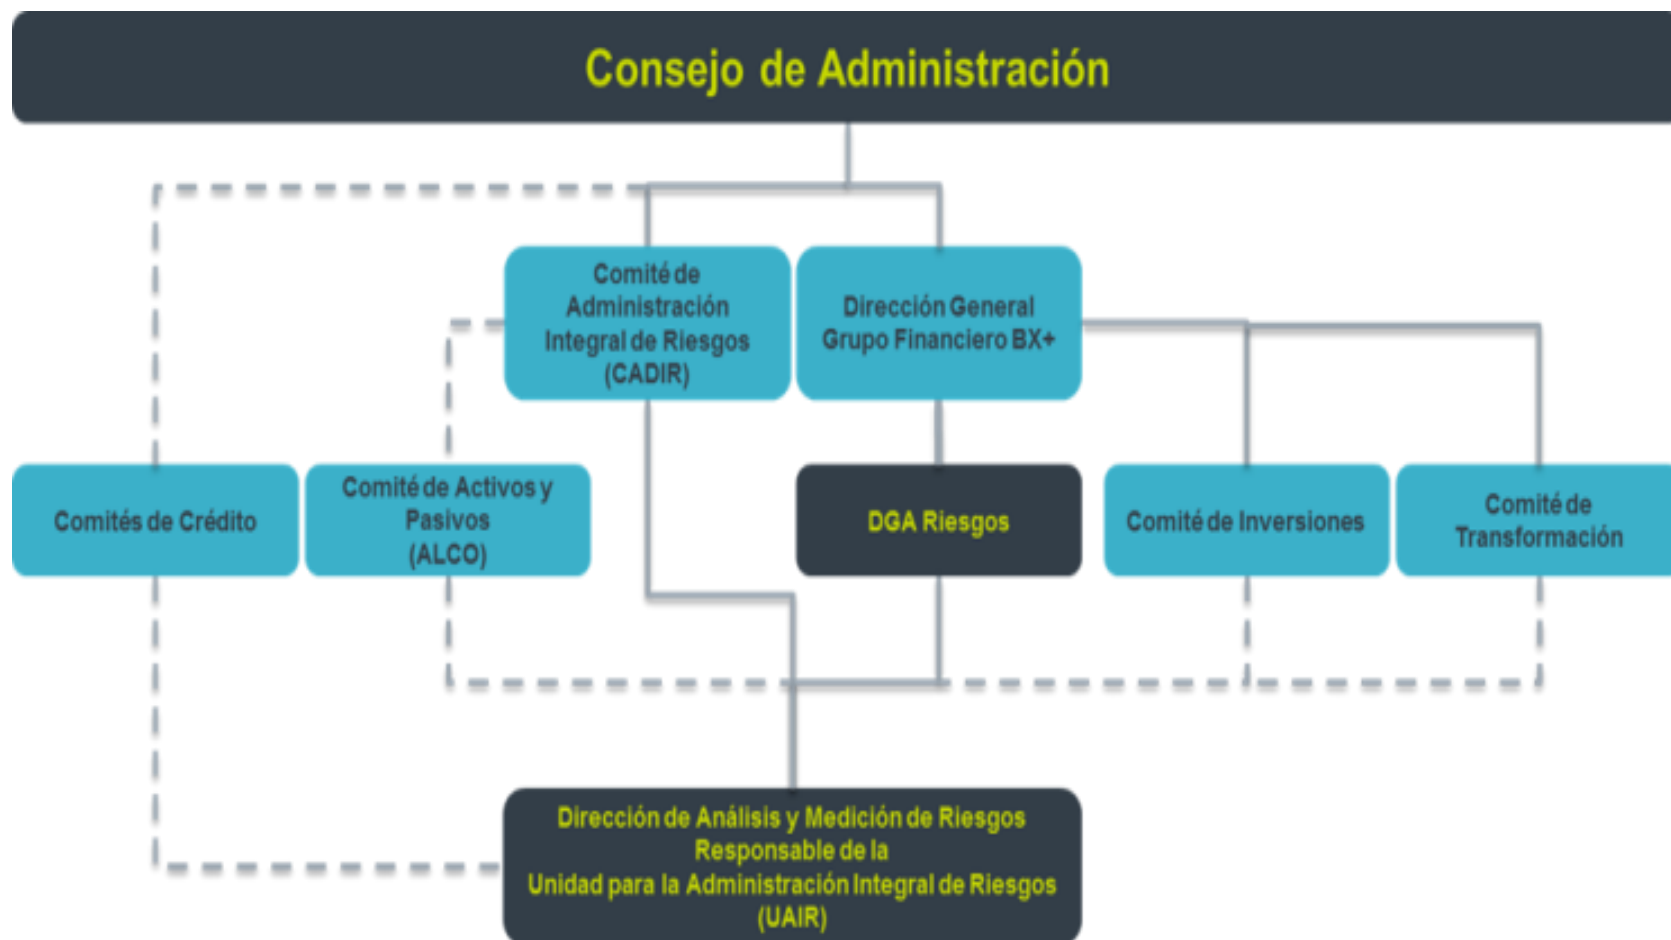 Consejo de Administración
Comité de
Administración
Integral de Riesgos
(CADIR)
Dirección General
Grupo Financiero BX+
Comités de Crédito
Comité de Activos y
Pasivos
(ALCO)
DGA Riesgos
Comité de Inversiones
Comité de
Transformación
Dirección de Análisis y Medición de Riesgos
Responsable de la
Unidad para la Administración Integral de Riesgos
(UAIR)